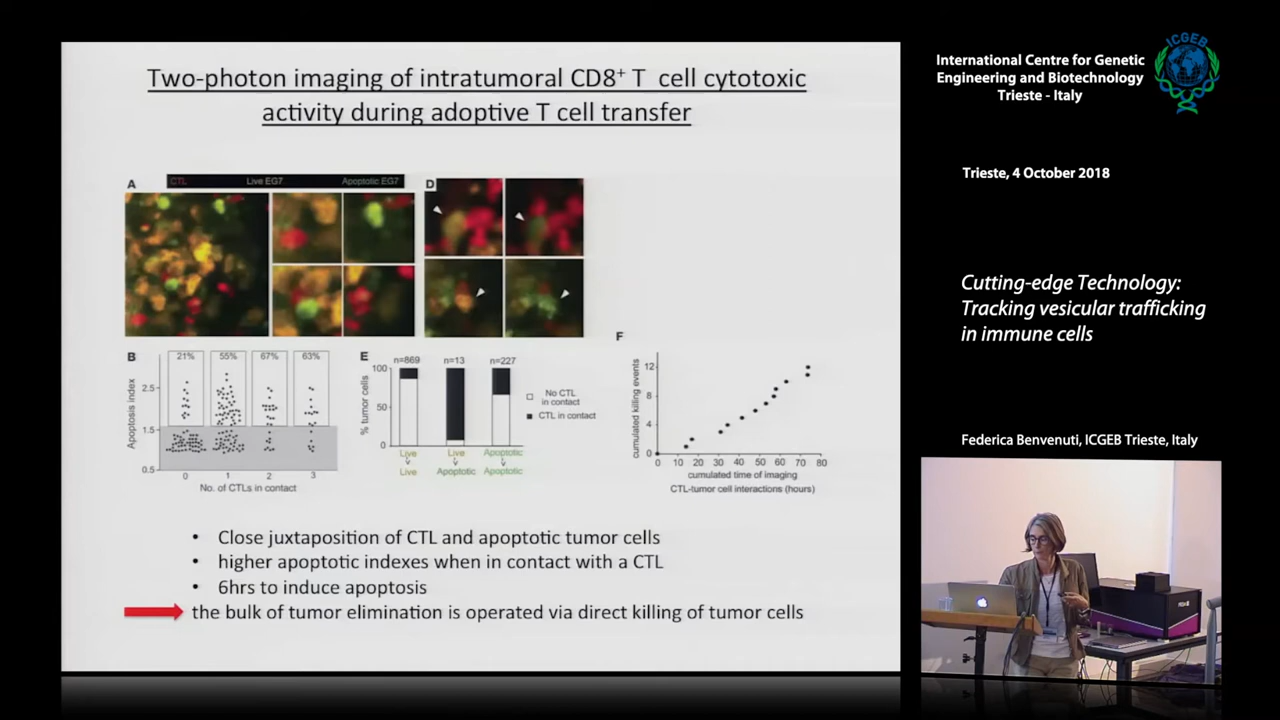 Two-photon imaging of intratumoral CD8⁺ T cell cytotoxic
activity during adoptive T cell transfer
A
CTL
Live EG7
Apoptotic EG7
D
B
21%
55%
67%
63%
Apoptosis index
2.5
1.5
0.5
0
1
2
3
No. of CTLs in contact
E
n=869
n=13
n=227
% tumor cells
100
50
0
No CTL
in contact
CTL in contact
Live
Live
Live
Apoptotic
Apoptotic
Apoptotic
F
cumulated killing events
12
8
4
0
0 10 20 30 40 50 60 70 80
cumulated time of imaging
CTL-tumor cell interactions (hours)
• Close juxtaposition of CTL and apoptotic tumor cells
• higher apoptotic indexes when in contact with a CTL
• 6hrs to induce apoptosis
the bulk of tumor elimination is operated via direct killing of tumor cells
International Centre for Genetic
Engineering and Biotechnology
Trieste - Italy
ICGEB
Trieste, 4 October 2018
Cutting-edge Technology:
Tracking vesicular trafficking
in immune cells
Federica Benvenuti, ICGEB Trieste, Italy